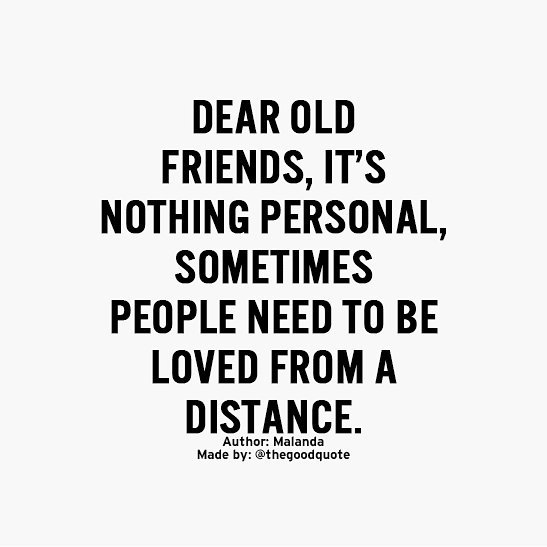 DEAR OLD
FRIENDS, IT’S
NOTHING PERSONAL,
SOMETIMES
PEOPLE NEED TO BE
LOVED FROM A
DISTANCE.
Author: Malanda
Made by: @thegoodquote